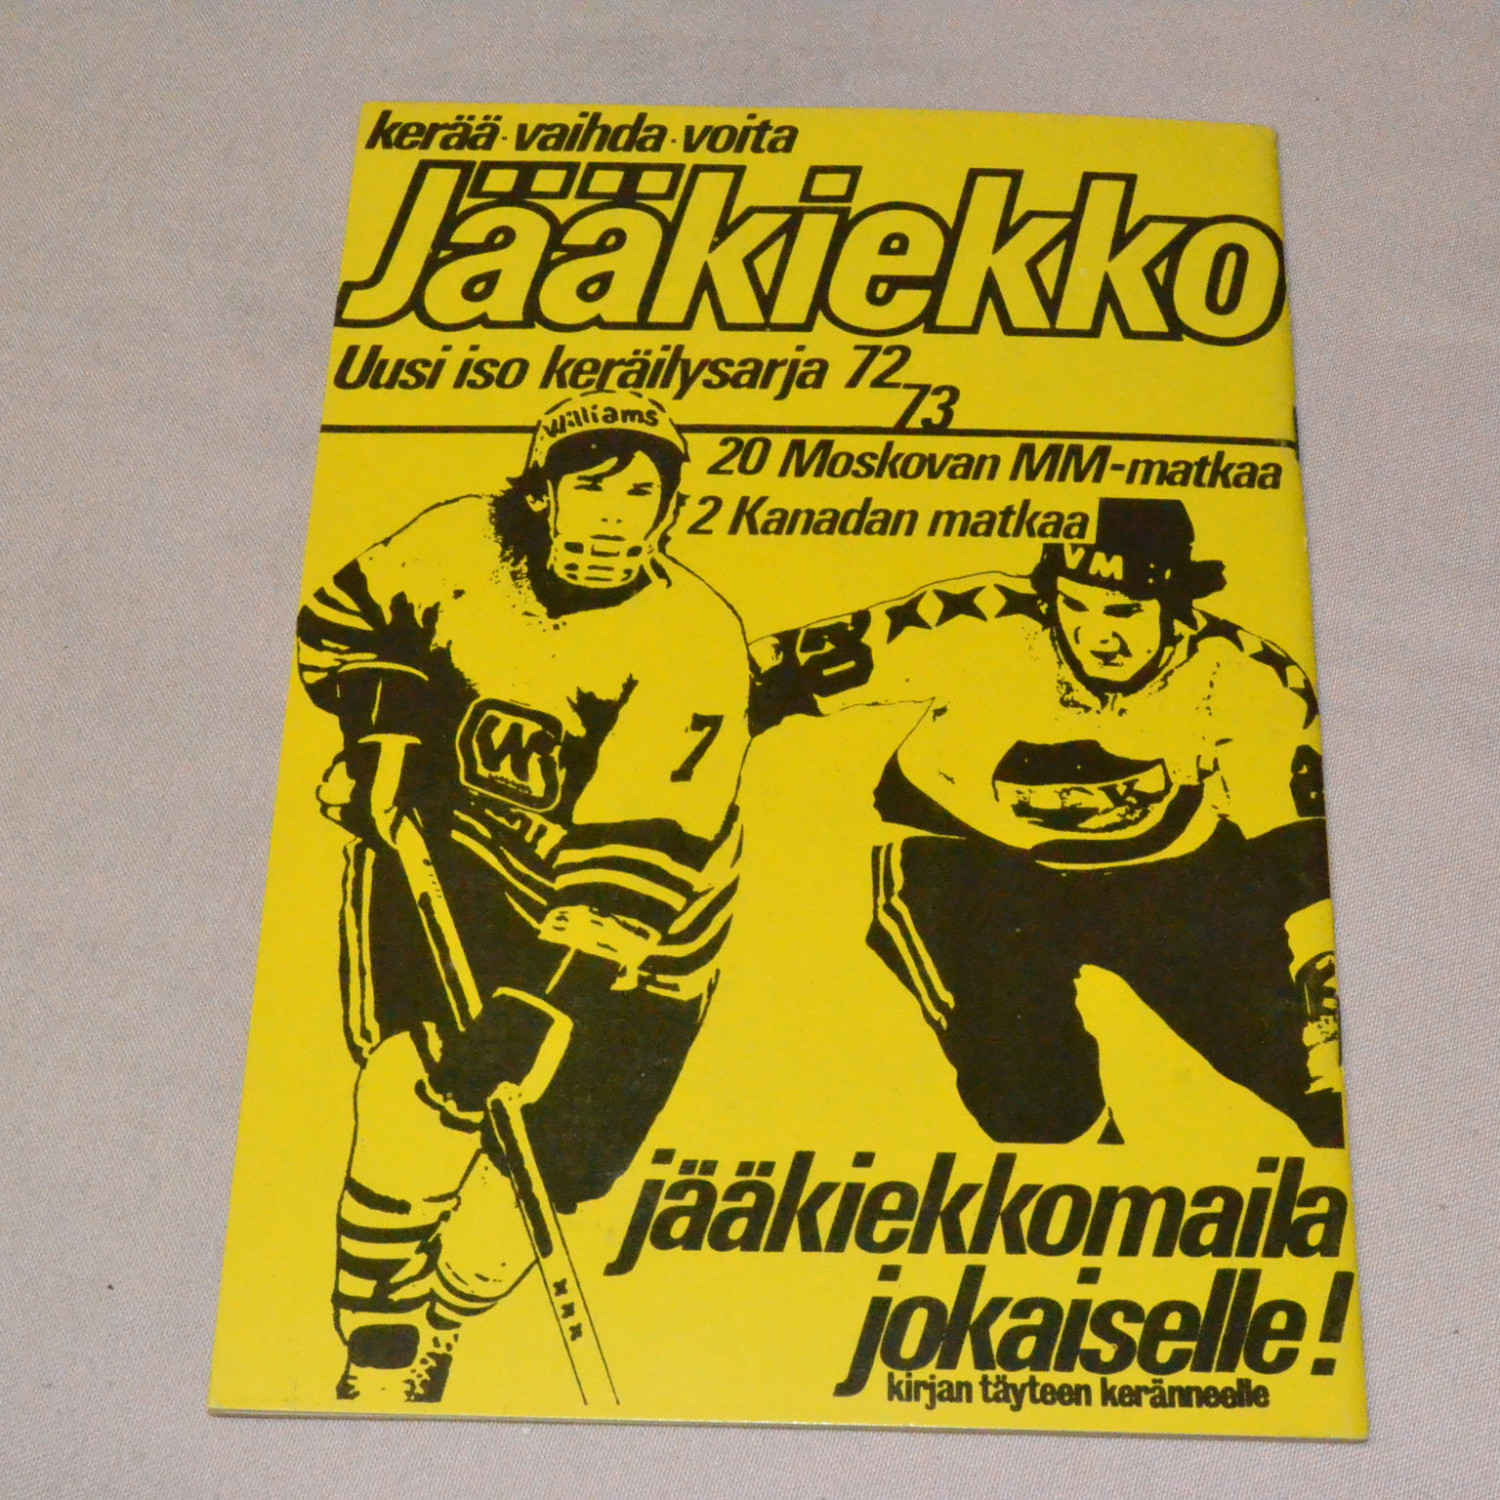 kerää · vaihda · voita
Jääkiekko
Uusi iso keräilysarja 72
73
Williams
20 Moskovan MM-matkaa
2 Kanadan matkaa
VM
3
W
7
jääkiekkomaila
jokaiselle!
kirjan täyteen keränneelle